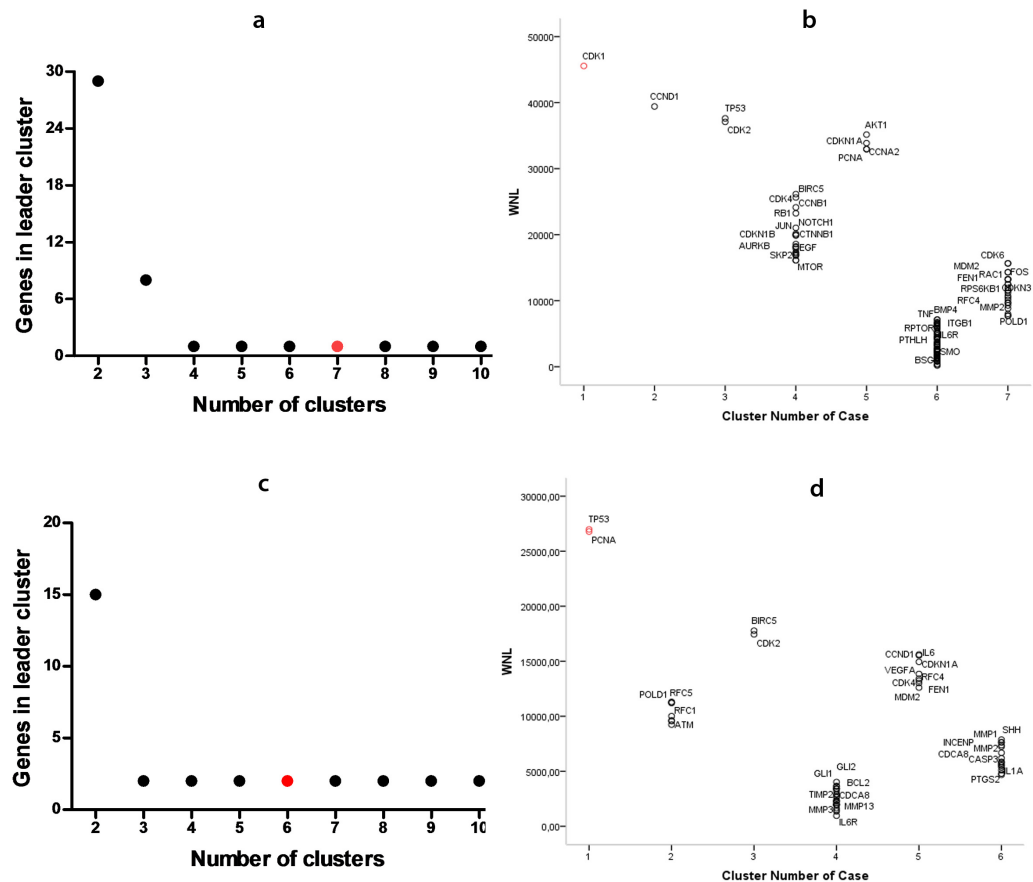 a
Genes in leader cluster
30
24
18
12
6
0
2 3 4 5 6 7 8 9 10
Number of clusters
b
WNL
50000
40000
30000
20000
10000
0
CDK1
CCND1
TP53
CDK2
AKT1
CDKN1A
PCNA CCNA2
BIRC5
CDK4
CCNB1
RB1
JUN NOTCH1
CDKN1B CTNNB1
AURKB EGF
SKP2
MTOR
CDK6
MDM2
RAC1 FOS
FEN1
RPS6KB1 CDKN3
RFC4 MMP2
POLD1
TNF BMP4
RPTOR ITGB1
IL6R
PTHLH
SMO
BSG
1 2 3 4 5 6 7
Cluster Number of Case
c
Genes in leader cluster
20
15
10
5
0
2 3 4 5 6 7 8 9 10
Number of clusters
d
WNL
30000,00
25000,00
20000,00
15000,00
10000,00
5000,00
,00
TP53
PCNA
BIRC5
CDK2
CCND1 IL6
CDKN1A
VEGFA
RFC4
CDK4
FEN1
MDM2
POLD1 RFC5
RFC1
ATM
SHH
MMP1
INCENP
MMP2
CDCA8 CASP3
IL1A
PTGS2
GLI2
GLI1
BCL2
TIMP2 CDCA8
MMP3 MMP13
IL6R
1 2 3 4 5 6
Cluster Number of Case